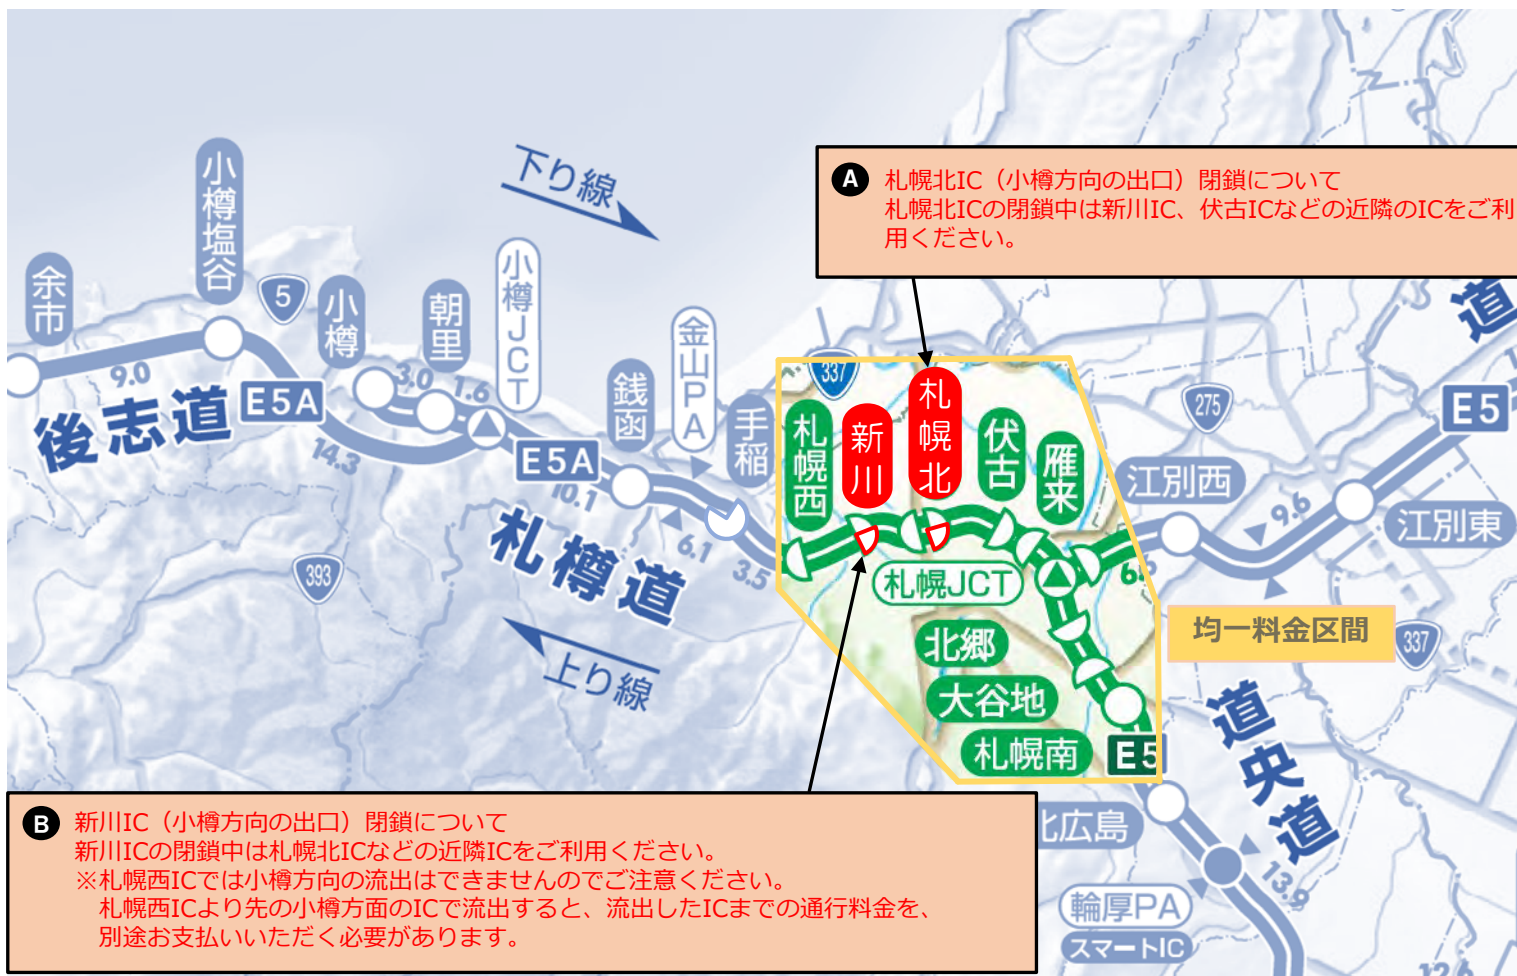 下り線
A
札幌北IC（小樽方向の出口）閉鎖について
札幌北ICの閉鎖中は新川IC、伏古ICなどの近隣のICをご利
用ください。
余市
小樽塩谷
5
小樽
朝里
小樽JCT
銭函
金山PA
手稲
337
札幌西
新川
札幌北
伏古
雁来
275
道
E5
9.0
後志道
E5A
3.0
1.6
14.3
E5A
10.1
6.1
3.5
札樽道
393
上り線
札幌JCT
江別西
9.6
江別東
北郷
大谷地
札幌南
E5
均一料金区間
337
道央道
北広島
13.9
輪厚PA
スマートIC
B
新川IC（小樽方向の出口）閉鎖について
新川ICの閉鎖中は札幌北ICなどの近隣ICをご利用ください。
※札幌西ICでは小樽方向の流出はできませんのでご注意ください。
札幌西ICより先の小樽方面のICで流出すると、流出したICまでの通行料金を、
別途お支払いいただく必要があります。